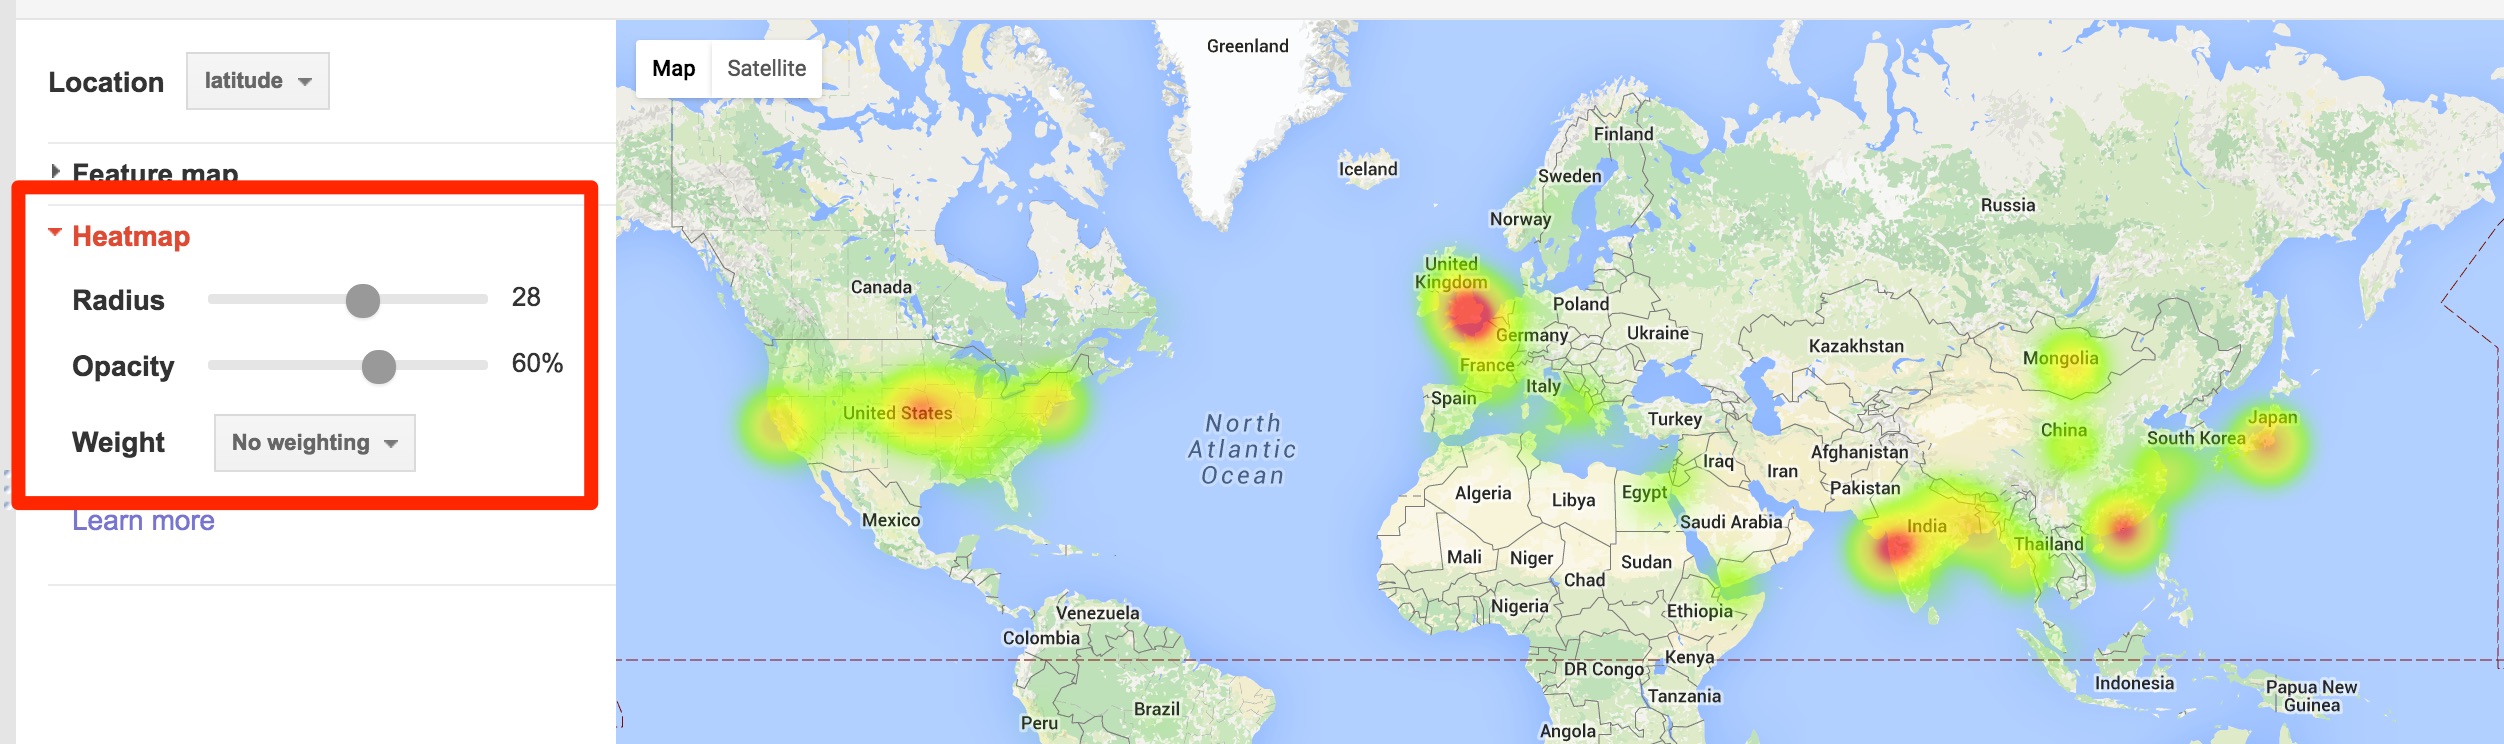 Location
latitude
Feature map
Heatmap
Radius
28
Opacity
60%
Weight
No weighting
Learn more
Map
Satellite
Greenland
Iceland
Finland
Sweden
Norway
Russia
United
Kingdom
Canada
Poland
Germany
Ukraine
Kazakhstan
Mongolia
France
Italy
Spain
United States
North
Atlantic
Ocean
Turkey
China
Japan
South Korea
Afghanistan
Iraq
Iran
Pakistan
Algeria
Libya
Egypt
Saudi Arabia
India
Thailand
Mexico
Mali
Niger
Sudan
Chad
Nigeria
Ethiopia
Venezuela
Colombia
DR Congo
Kenya
Tanzania
Indonesia
Papua New
Guinea
Brazil
Peru
Angola